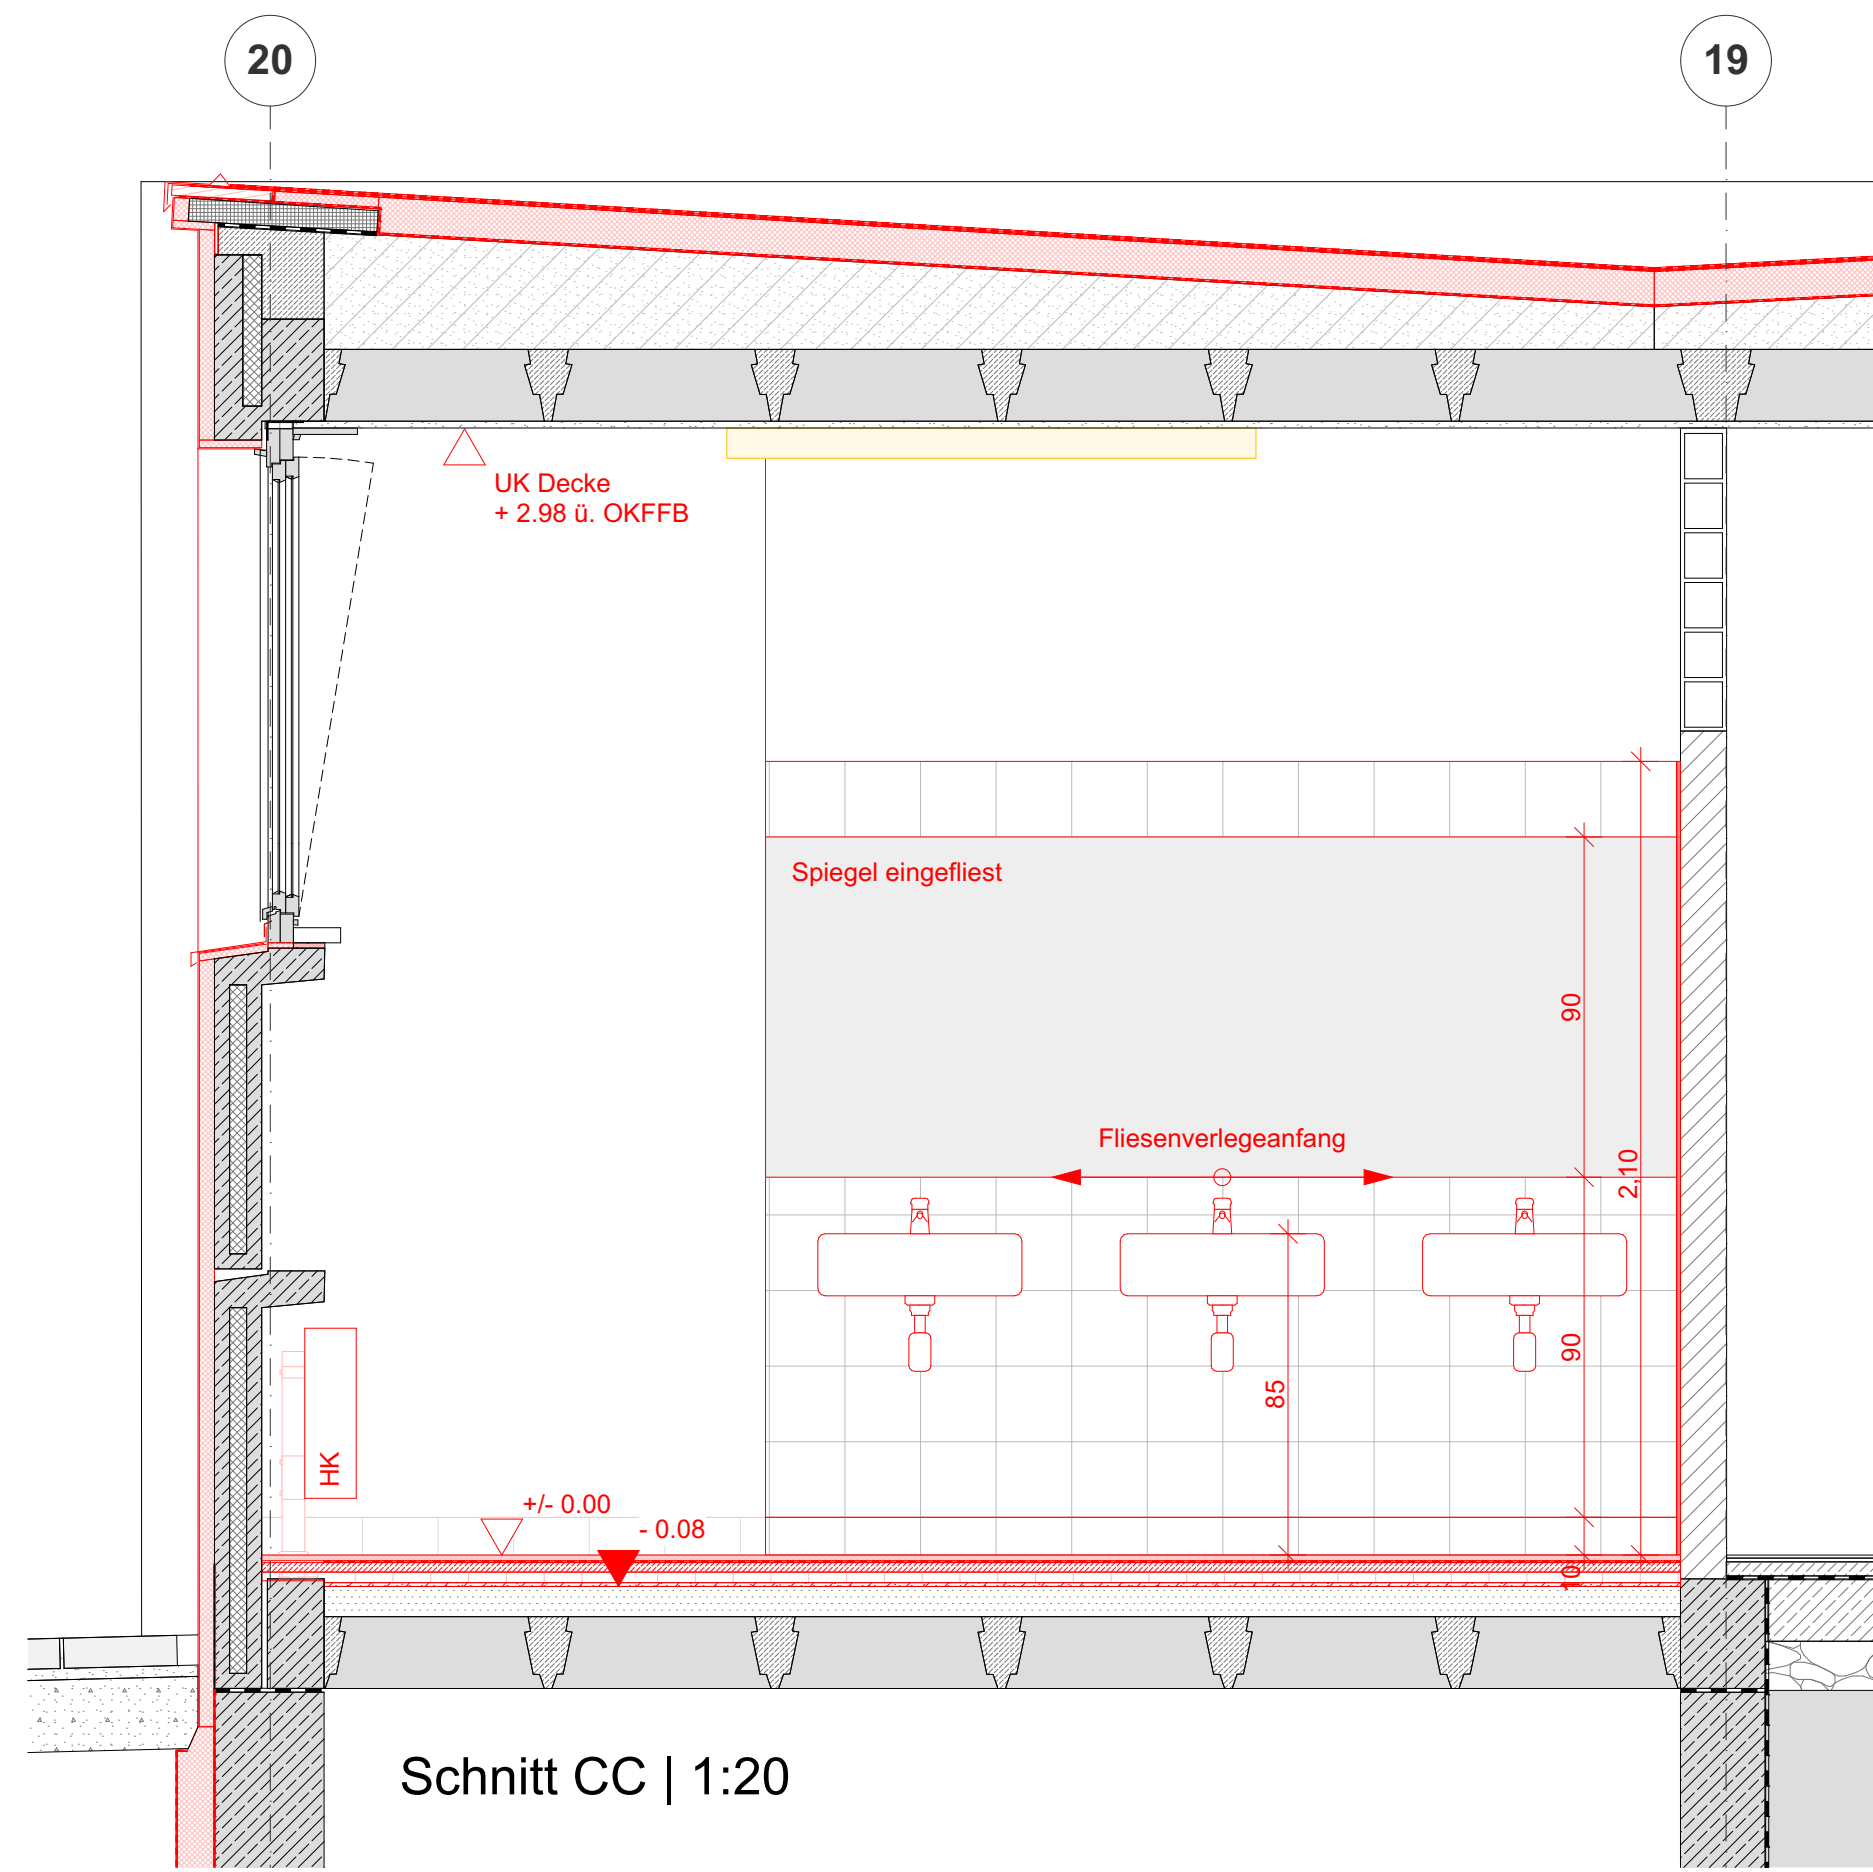 20
19
UK Decke
+ 2.98 ü. OKFFB
Spiegel eingefliest
90
Fliesenverlegeanfang
2,10
90
85
HK
+/- 0.00
- 0.08
10
Schnitt CC | 1:20